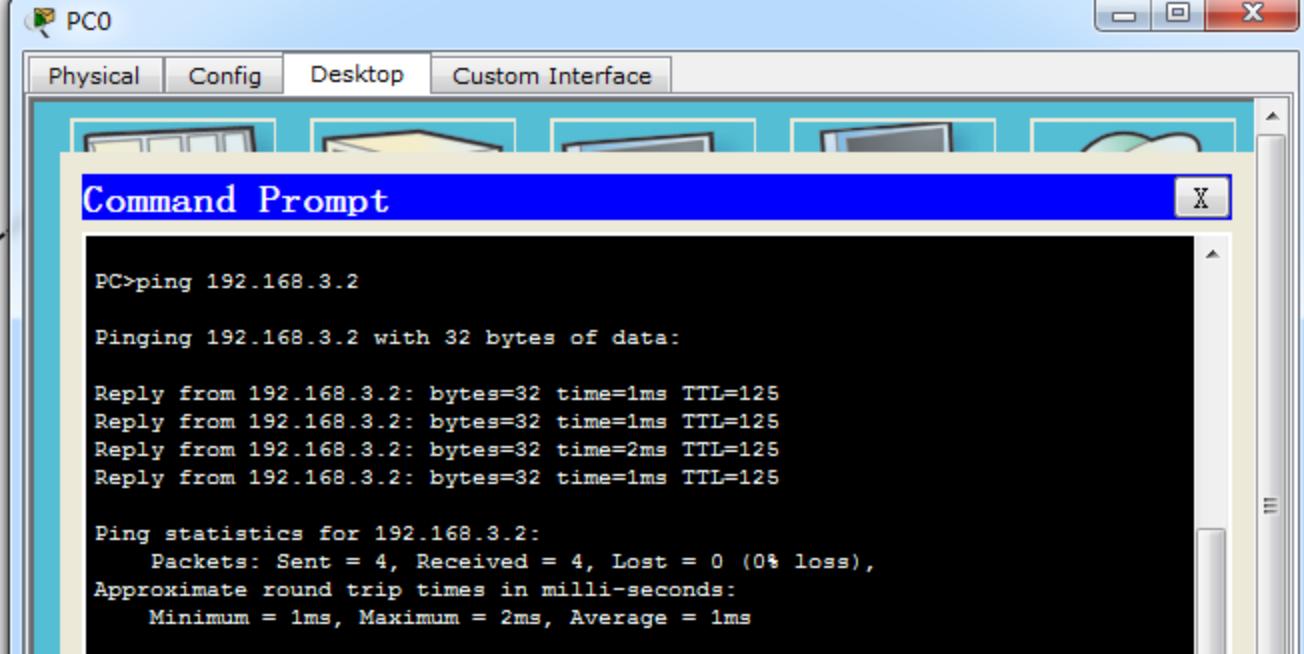 PC0
Physical Config Desktop Custom Interface
Command Prompt X
PC>ping 192.168.3.2
Pinging 192.168.3.2 with 32 bytes of data:
Reply from 192.168.3.2: bytes=32 time=1ms TTL=125
Reply from 192.168.3.2: bytes=32 time=1ms TTL=125
Reply from 192.168.3.2: bytes=32 time=2ms TTL=125
Reply from 192.168.3.2: bytes=32 time=1ms TTL=125
Ping statistics for 192.168.3.2:
Packets: Sent = 4, Received = 4, Lost = 0 (0% loss),
Approximate round trip times in milli-seconds:
Minimum = 1ms, Maximum = 2ms, Average = 1ms